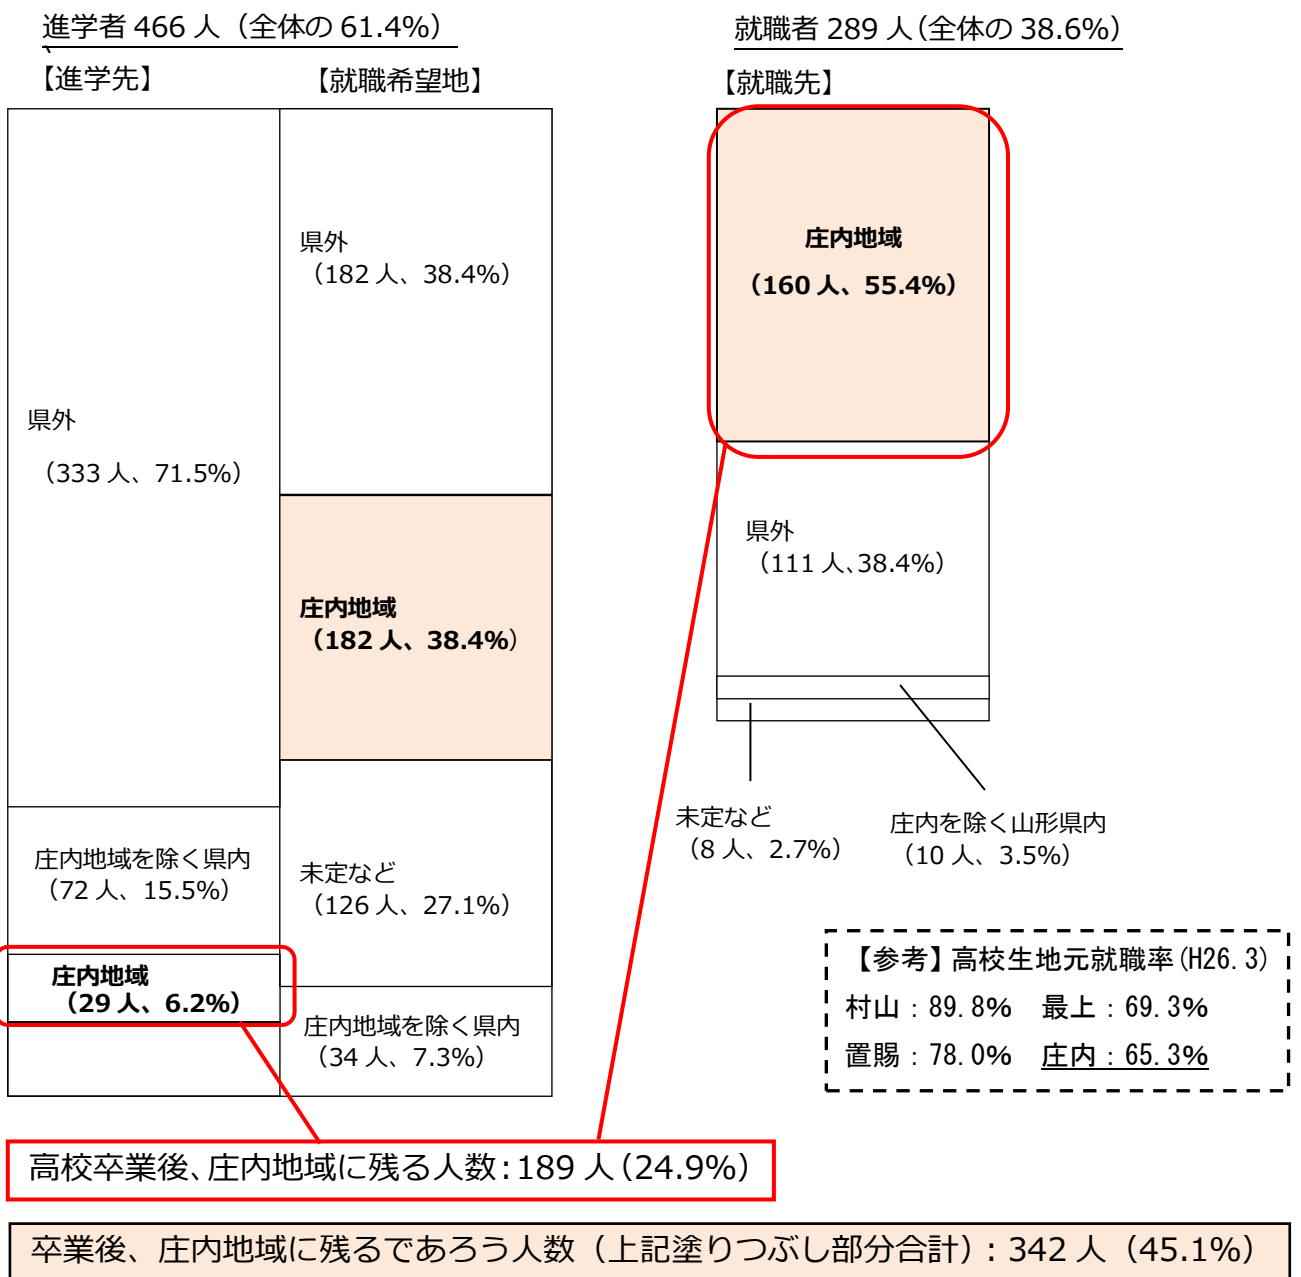 進学者 466 人（全体の 61.4%）
【進学先】
【就職希望地】
県外
（333 人、71.5%）
庄内地域を除く県内
（72 人、15.5%）
庄内地域
（29 人、6.2%）
県外
（182 人、38.4%）
庄内地域
（182 人、38.4%）
未定など
（126 人、27.1%）
庄内地域を除く県内
（34 人、7.3%）
就職者 289 人（全体の 38.6%）
【就職先】
庄内地域
（160 人、55.4%）
県外
（111 人、38.4%）
未定など
（8 人、2.7%）
庄内を除く山形県内
（10 人、3.5%）
【参考】高校生地元就職率(H26.3)
村山：89.8%　最上：69.3%
置賜：78.0%　庄内：65.3%
高校卒業後、庄内地域に残る人数：189 人（24.9%）
卒業後、庄内地域に残るであろう人数（上記塗りつぶし部分合計）：342 人（45.1%）